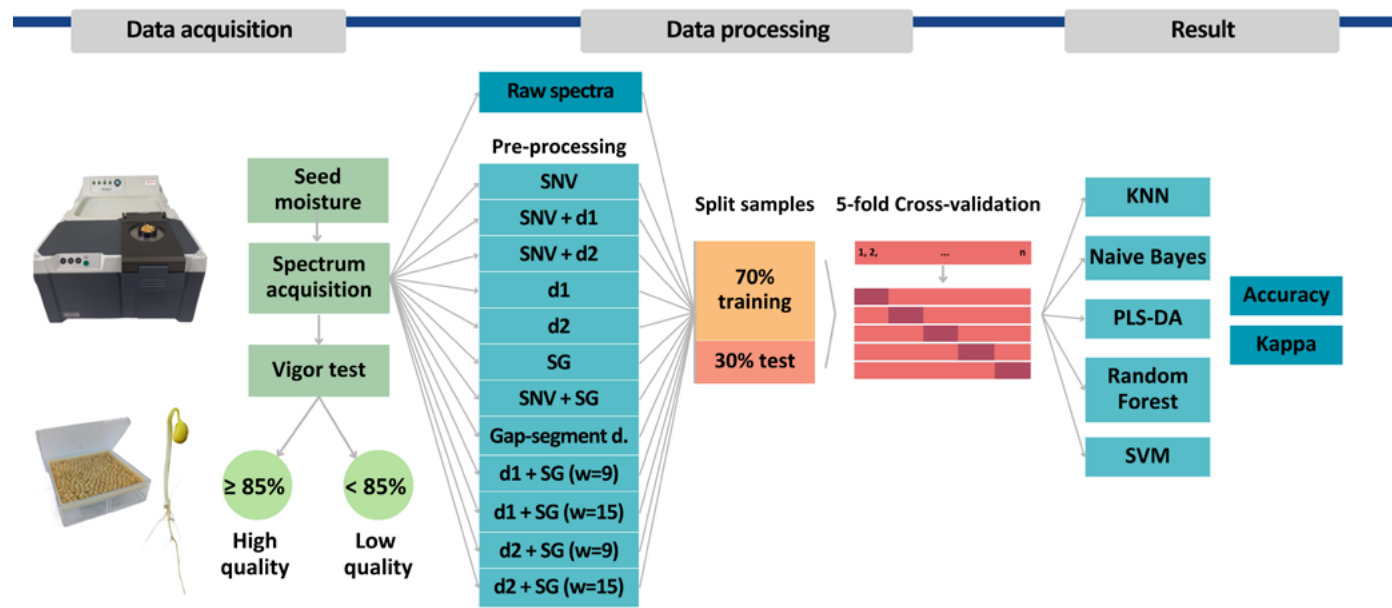 Data acquisition
Data processing
Result
Seed
moisture
Spectrum
acquisition
Vigor test
≥ 85%
< 85%
High
quality
Low
quality
Raw spectra
Pre-processing
SNV
SNV + d1
SNV + d2
d1
d2
SG
SNV + SG
Gap-segment d.
d1 + SG (w=9)
d1 + SG (w=15)
d2 + SG (w=9)
d2 + SG (w=15)
Split samples
70%
training
30% test
5-fold Cross-validation
1, 2, ... n
KNN
Naive Bayes
PLS-DA
Random
Forest
SVM
Accuracy
Kappa